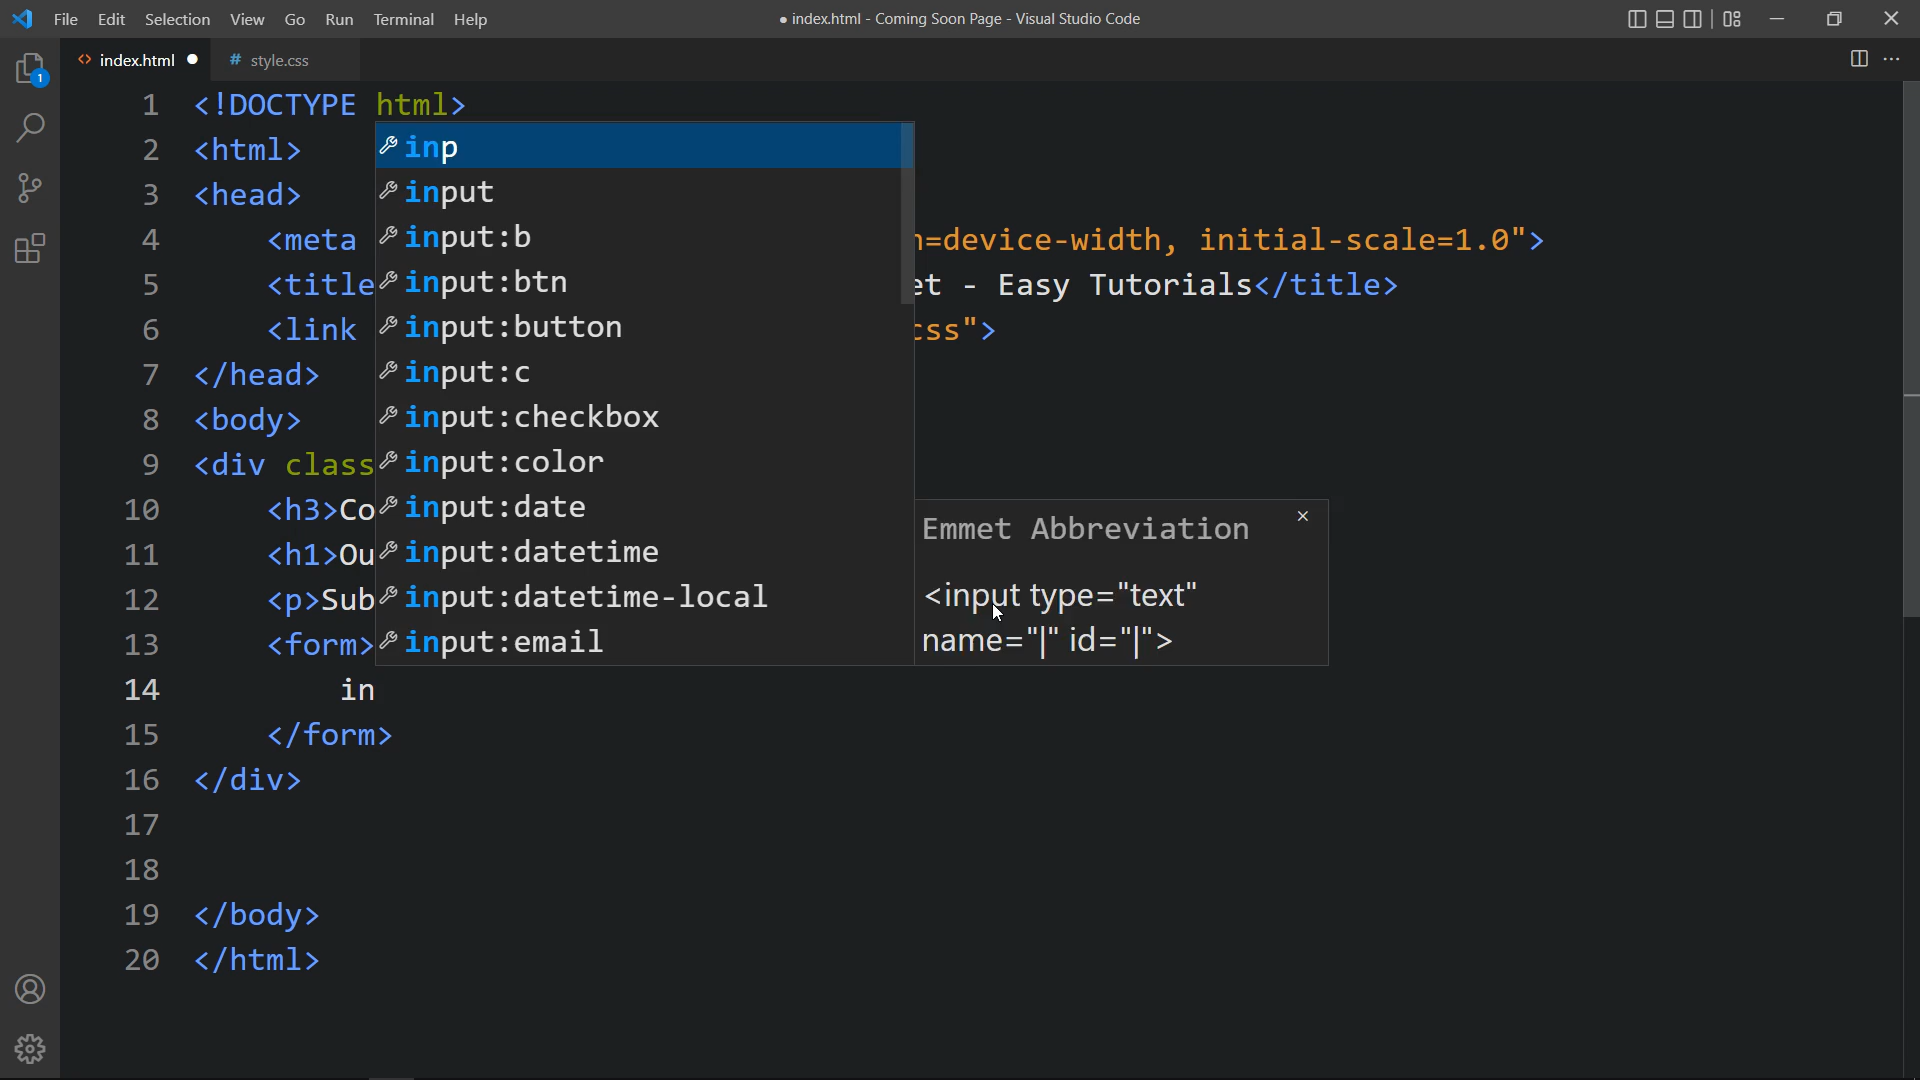 File Edit Selection View Go Run Terminal Help
● index.html - Coming Soon Page - Visual Studio Code
<> index.html ●
# style.css
1
1 <!DOCTYPE html>
2 <html>
3 <head>
4 <meta n=device-width, initial-scale=1.0">
5 <title et - Easy Tutorials</title>
6 <link css">
7 </head>
8 <body>
9 <div class
10 <h3>Co
11 <h1>Ou
12 <p>Sub
13 <form>
14 in
15 </form>
16 </div>
17
18
19 </body>
20 </html>
inp
input
input:b
input:btn
input:button
input:c
input:checkbox
input:color
input:date
input:datetime
input:datetime-local
input:email
Emmet Abbreviation
<input type="text"
name="|" id="|">